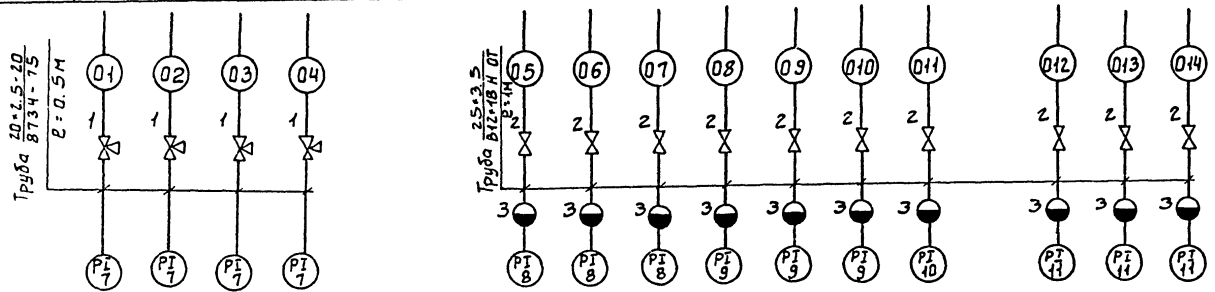 Труба 20×2.5-20
8734-75
ℓ=0.5м
01 02 03 04
1 1 1 1
PI 7 PI 7 PI 7 PI 7
Труба 25×3.5
ℓ=1м
05 06 07 08 09 010 011 012 013 014
2 2 2 2 2 2 2 2 2 2
3 3 3 3 3 3 3 3 3 3
PI 8 PI 8 PI 8 PI 9 PI 9 PI 9 PI 10 PI 11 PI 11 PI 11